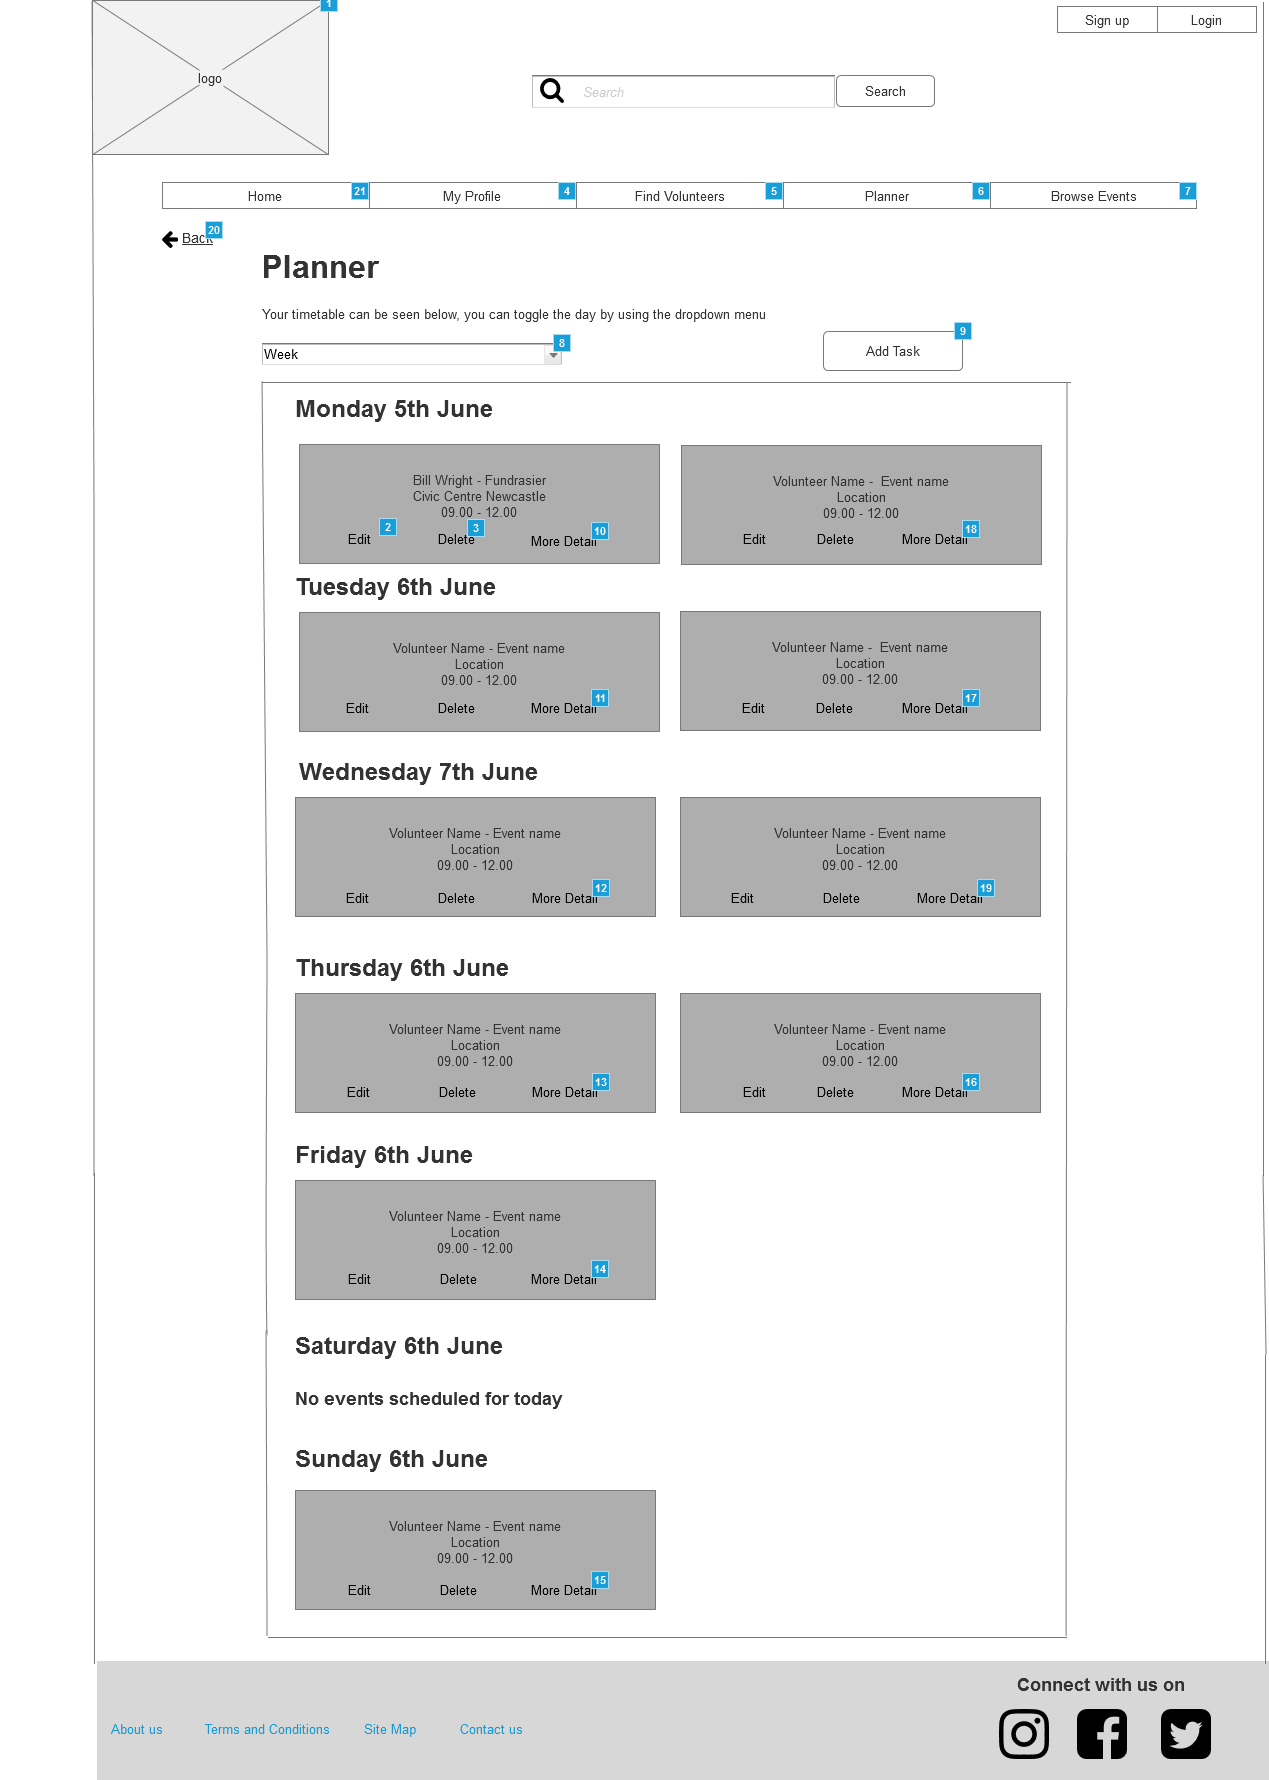 1
Sign up Login
logo
Search Search
Home 21 My Profile 4 Find Volunteers 5 Planner 6 Browse Events 7
Back 20
Planner
Your timetable can be seen below, you can toggle the day by using the dropdown menu
Week 8
Add Task 9
Monday 5th June
Bill Wright - Fundrasier
Civic Centre Newcastle
09.00 - 12.00
Edit 2 Delete 3 More Detail 10
Volunteer Name - Event name
Location
09.00 - 12.00
Edit Delete More Detail 18
Tuesday 6th June
Volunteer Name - Event name
Location
09.00 - 12.00
Edit Delete More Detail 11
Volunteer Name - Event name
Location
09.00 - 12.00
Edit Delete More Detail 17
Wednesday 7th June
Volunteer Name - Event name
Location
09.00 - 12.00
Edit Delete More Detail 12
Volunteer Name - Event name
Location
09.00 - 12.00
Edit Delete More Detail 19
Thursday 6th June
Volunteer Name - Event name
Location
09.00 - 12.00
Edit Delete More Detail 13
Volunteer Name - Event name
Location
09.00 - 12.00
Edit Delete More Detail 16
Friday 6th June
Volunteer Name - Event name
Location
09.00 - 12.00
Edit Delete More Detail 14
Saturday 6th June
No events scheduled for today
Sunday 6th June
Volunteer Name - Event name
Location
09.00 - 12.00
Edit Delete More Detail 15
Connect with us on
About us Terms and Conditions Site Map Contact us